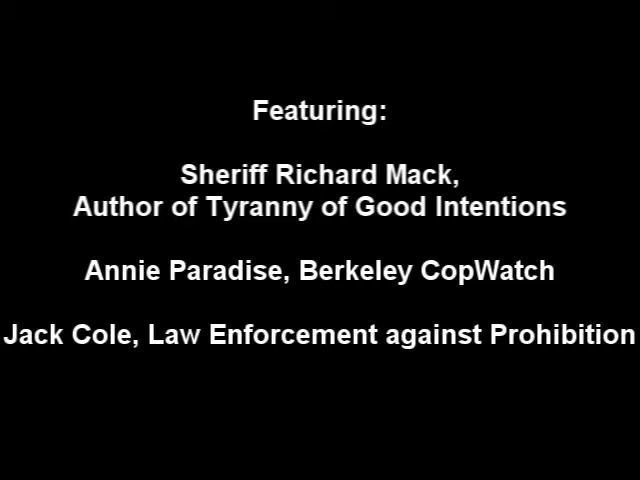 Featuring:
Sheriff Richard Mack,
Author of Tyranny of Good Intentions
Annie Paradise, Berkeley CopWatch
Jack Cole, Law Enforcement against Prohibition